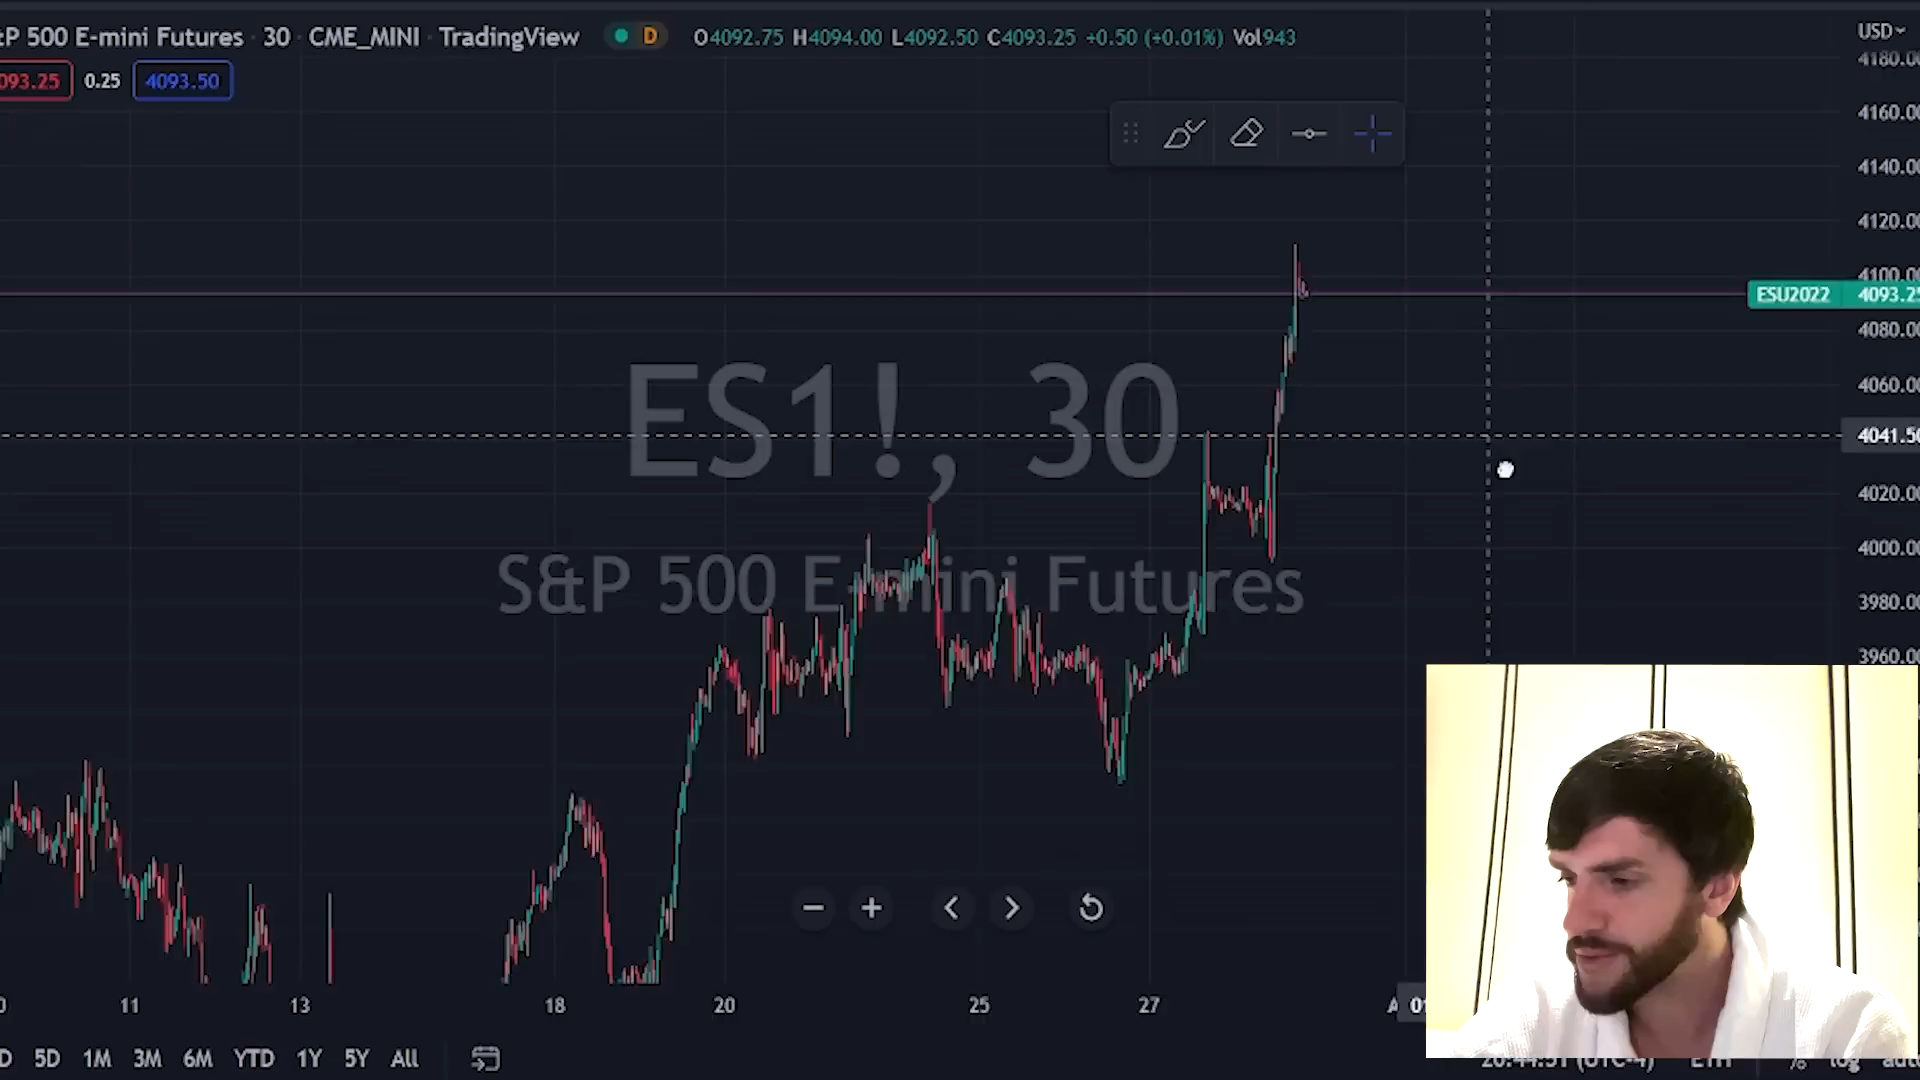 &P 500 E-mini Futures · 30 · CME_MINI · TradingView D O4092.75 H4094.00 L4092.50 C4093.25 +0.50 (+0.01%) Vol943
USD
093.25 0.25 4093.50
4180.00
4160.00
4140.00
4120.00
4100.00
ESU2022 4093.25
4080.00
4060.00
4041.50
4020.00
4000.00
3980.00
3960.00
ES1!, 30
S&P 500 E-mini Futures
11 13 18 20 25 27
D 5D 1M 3M 6M YTD 1Y 5Y All
% log